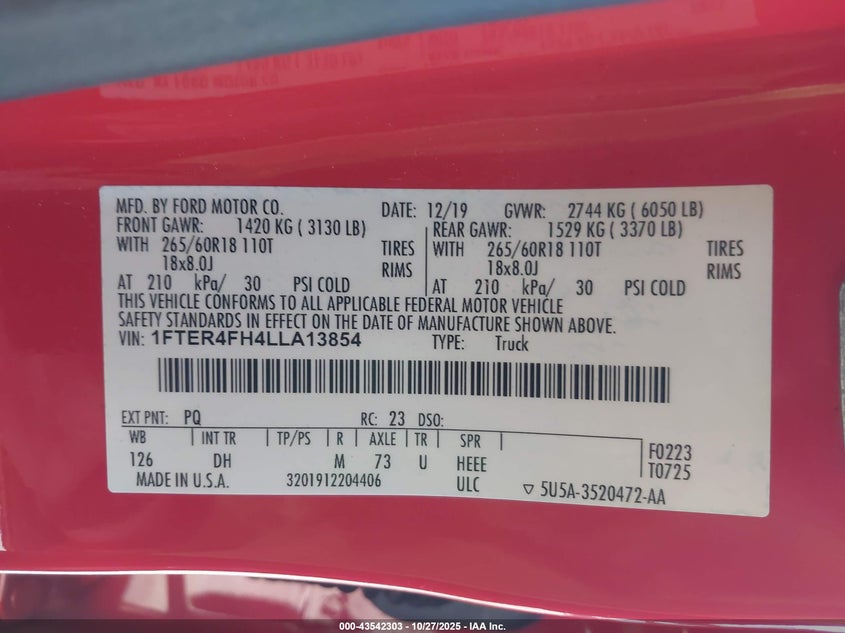 MFD. BY FORD MOTOR CO. DATE: 12/19 GVWR: 2744 KG ( 6050 LB)
FRONT GAWR: 1420 KG ( 3130 LB) REAR GAWR: 1529 KG ( 3370 LB)
WITH 265/60R18 110T TIRES WITH 265/60R18 110T TIRES
18x8.0J RIMS 18x8.0J RIMS
AT 210 kPa/ 30 PSI COLD AT 210 kPa/ 30 PSI COLD
THIS VEHICLE CONFORMS TO ALL APPLICABLE FEDERAL MOTOR VEHICLE
SAFETY STANDARDS IN EFFECT ON THE DATE OF MANUFACTURE SHOWN ABOVE.
VIN: 1FTER4FH4LLA13854 TYPE: Truck
EXT PNT: PQ RC: 23 DSO:
WB INT TR TP/PS R AXLE TR SPR F0223
126 DH M 73 U HEEE T0725
MADE IN U.S.A. 3201912204406 ULC ▽ 5U5A-3520472-AA
000-43542303 | 10/27/2025 | IAA Inc.